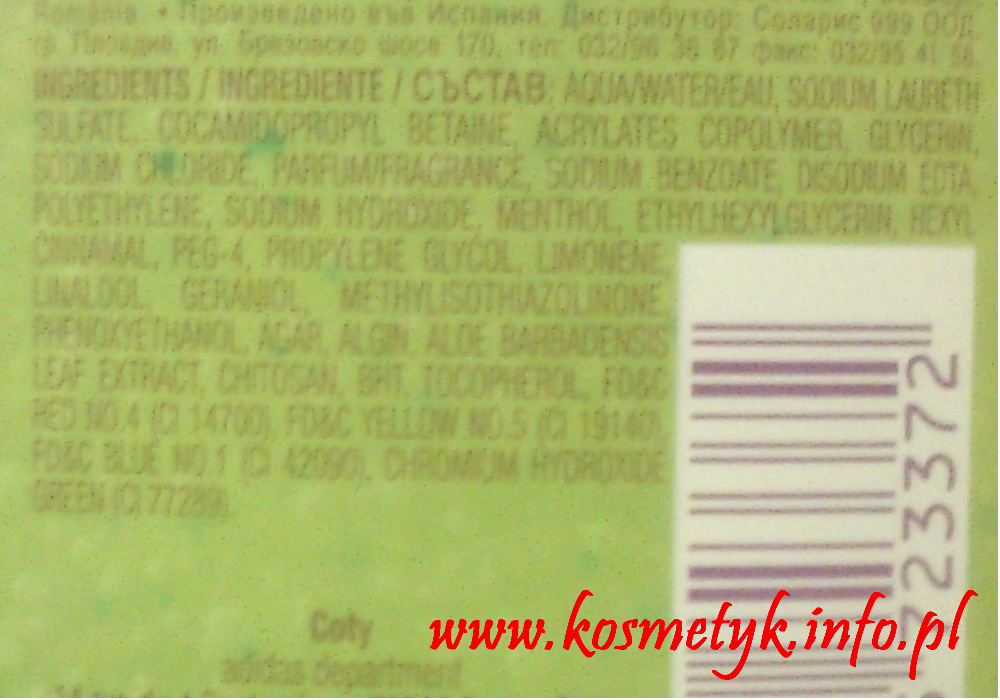 România. • Произведено във Испания. Дистрибутор: Соларис 999 ООД,
гр. Пловдив, ул. Брезовско шосе 170, тел: 032/96 36 67 факс: 032/95 41 56.
INGREDIENTS / INGREDIENTE / СЪСТАВ: AQUA/WATER/EAU, SODIUM LAURETH
SULFATE, COCAMIDOPROPYL BETAINE, ACRYLATES COPOLYMER, GLYCERIN,
SODIUM CHLORIDE, PARFUM/FRAGRANCE, SODIUM BENZOATE, DISODIUM EDTA,
POLYETHYLENE, SODIUM HYDROXIDE, MENTHOL, ETHYLHEXYLGLYCERIN, HEXYL
CINNAMAL, PEG-4, PROPYLENE GLYCOL, LIMONENE,
LINALOOL, GERANIOL, METHYLISOTHIAZOLINONE,
PHENOXYETHANOL, AGAR, ALGIN, ALOE BARBADENSIS
LEAF EXTRACT, CHITOSAN, BHT, TOCOPHEROL, FD&C
RED NO.4 (CI 14700), FD&C YELLOW NO.5 (CI 19140),
FD&C BLUE NO.1 (CI 42090), CHROMIUM HYDROXIDE
GREEN (CI 77289).
723372
Coty
adidas department
www.kosmetyk.info.pl